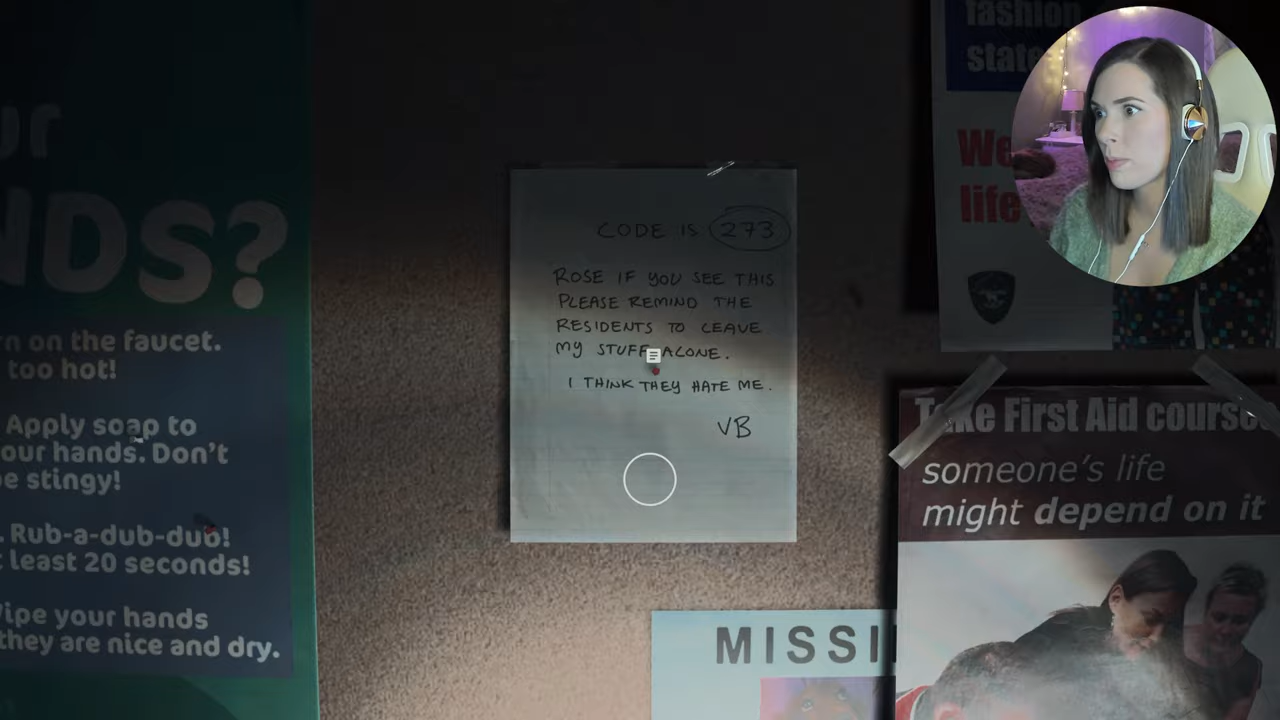 ur
NDS?
rn on the faucet.
too hot!
Apply soap to
our hands. Don't
be stingy!
. Rub-a-dub-dub!
t least 20 seconds!
Wipe your hands
they are nice and dry.
CODE IS 273
ROSE IF YOU SEE THIS
PLEASE REMIND THE
RESIDENTS TO LEAVE
MY STUFF ALONE.
I THINK THEY HATE ME.
VB
MISSI
fashion
state
We
life
Take First Aid course
someone's life
might depend on it